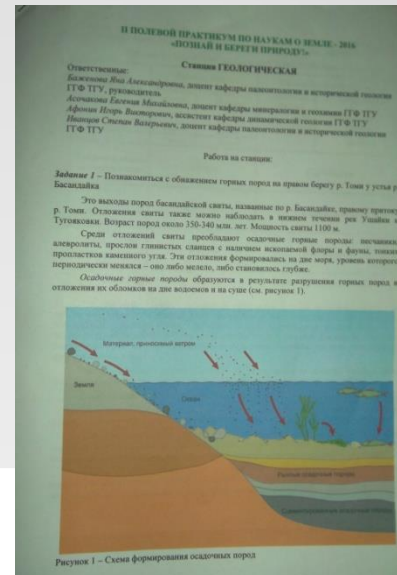 II ПОЛЕВОЙ ПРАКТИКУМ ПО НАУКАМ О ЗЕМЛЕ - 2016
«ПОЗНАЙ И БЕРЕГИ ПРИРОДУ!»
Станция ГЕОЛОГИЧЕСКАЯ
Ответственные:
Баженова Яна Александровна, доцент кафедры палеонтологии и исторической геологии
ГГФ ТГУ, руководитель
Асочакова Евгения Михайловна, доцент кафедры минералогии и геохимии ГГФ ТГУ
Афонин Игорь Викторович, ассистент кафедры динамической геологии ГГФ ТГУ
Иванцов Степан Валерьевич, доцент кафедры палеонтологии и исторической геологии
ГГФ ТГУ
Работа на станции:
Задание 1 – Познакомиться с обнажением горных пород на правом берегу р. Томи у устья р.
Басандайка
Это выходы пород басандайской свиты, названные по р. Басандайке, правому притоку
р. Томи. Отложения свиты также можно наблюдать в нижнем течении рек Ушайки и
Тугояковки. Возраст пород около 350-340 млн. лет. Мощность свиты 1100 м.
Среди отложений свиты преобладают осадочные горные породы: песчаники,
алевролиты, прослои глинистых сланцев с наличием ископаемой флоры и фауны, тонких
пропластков каменного угля. Эти отложения формировались на дне моря, уровень которого
периодически менялся – оно либо мелело, либо становилось глубже.
Осадочные горные породы образуются в результате разрушения горных пород и
отложения их обломков на дне водоемов и на суше (см. рисунок 1).
Материал, приносимый ветром
Земля
Океан
осадочные породы
Рисунок 1 – Схема формирования осадочных пород